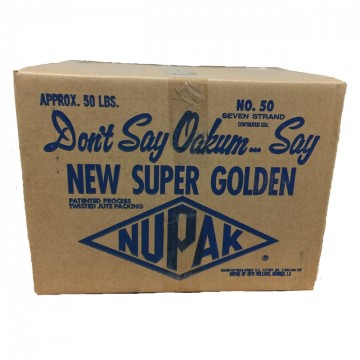 APPROX. 50 LBS.
NO. 50
SEVEN STRAND
Don't Say Oakum... Say
NEW SUPER GOLDEN
PATENTED PROCESS
TWISTED JUTE PACKING
NUPAK
®